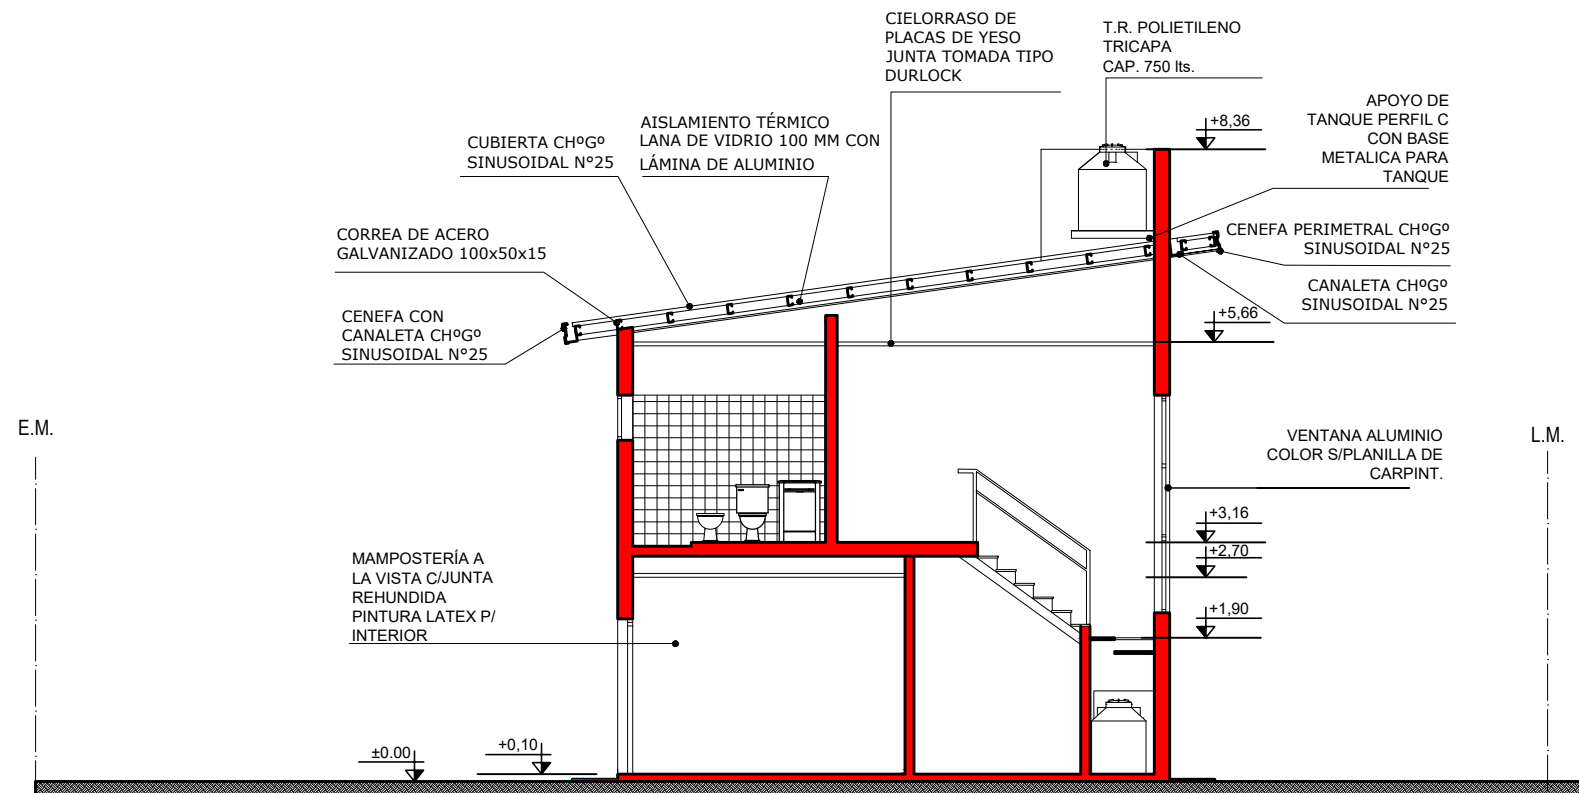 CIELORRASO DE
PLACAS DE YESO
JUNTA TOMADA TIPO
DURLOCK
T.R. POLIETILENO
TRICAPA
CAP. 750 lts.
APOYO DE
TANQUE PERFIL C
CON BASE
METALICA PARA
TANQUE
+8,36
AISLAMIENTO TÉRMICO
LANA DE VIDRIO 100 MM CON
LÁMINA DE ALUMINIO
CUBIERTA CHºGº
SINUSOIDAL N°25
CORREA DE ACERO
GALVANIZADO 100x50x15
CENEFA PERIMETRAL CHºGº
SINUSOIDAL N°25
CANALETA CHºGº
SINUSOIDAL N°25
CENEFA CON
CANALETA CHºGº
SINUSOIDAL N°25
+5,66
E.M.
L.M.
VENTANA ALUMINIO
COLOR S/PLANILLA DE
CARPINT.
+3,16
+2,70
MAMPOSTERÍA A
LA VISTA C/JUNTA
REHUNDIDA
PINTURA LATEX P/
INTERIOR
+1,90
±0.00
+0,10